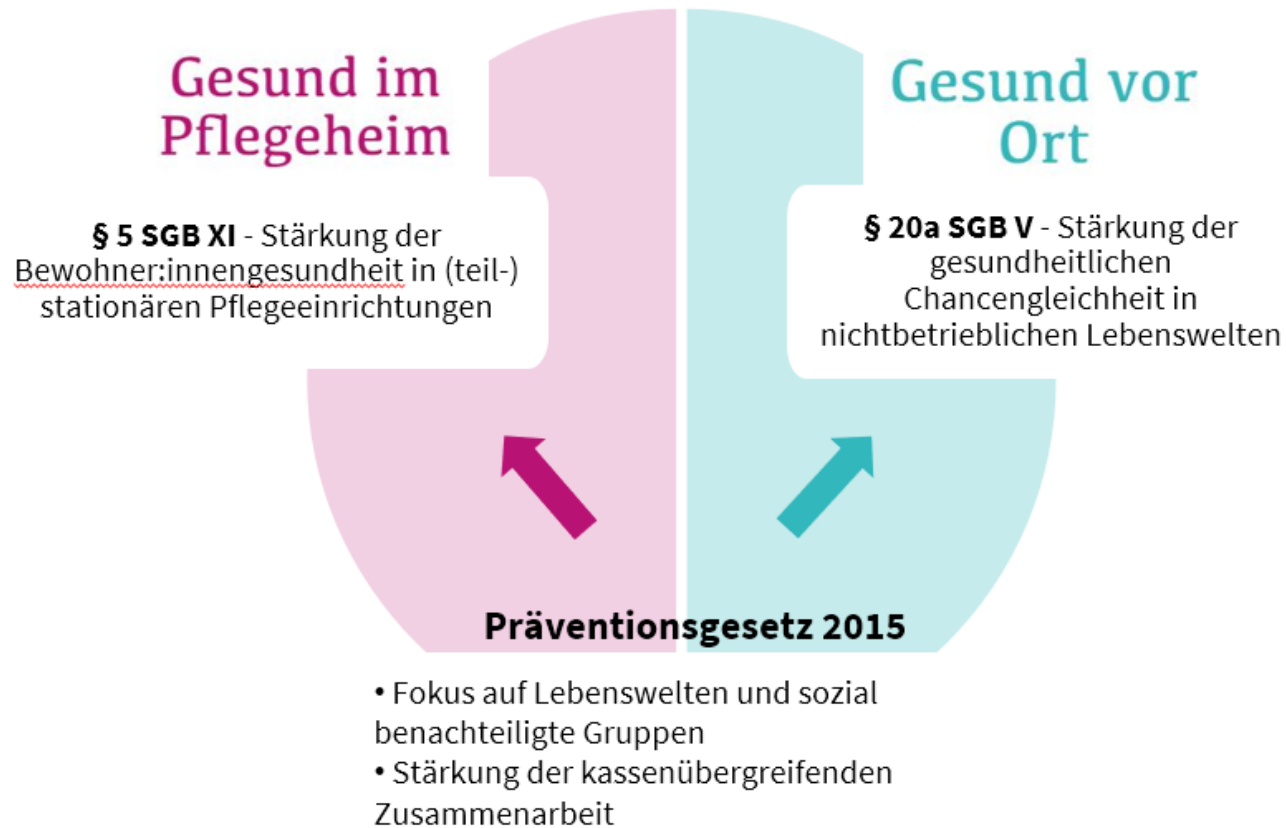 Gesund im
Pflegeheim
§ 5 SGB XI - Stärkung der
Bewohner:innengesundheit in (teil-)
stationären Pflegeeinrichtungen
Gesund vor
Ort
§ 20a SGB V - Stärkung der
gesundheitlichen
Chancengleichheit in
nichtbetrieblichen Lebenswelten
Präventionsgesetz 2015
• Fokus auf Lebenswelten und sozial
benachteiligte Gruppen
• Stärkung der kassenübergreifenden
Zusammenarbeit